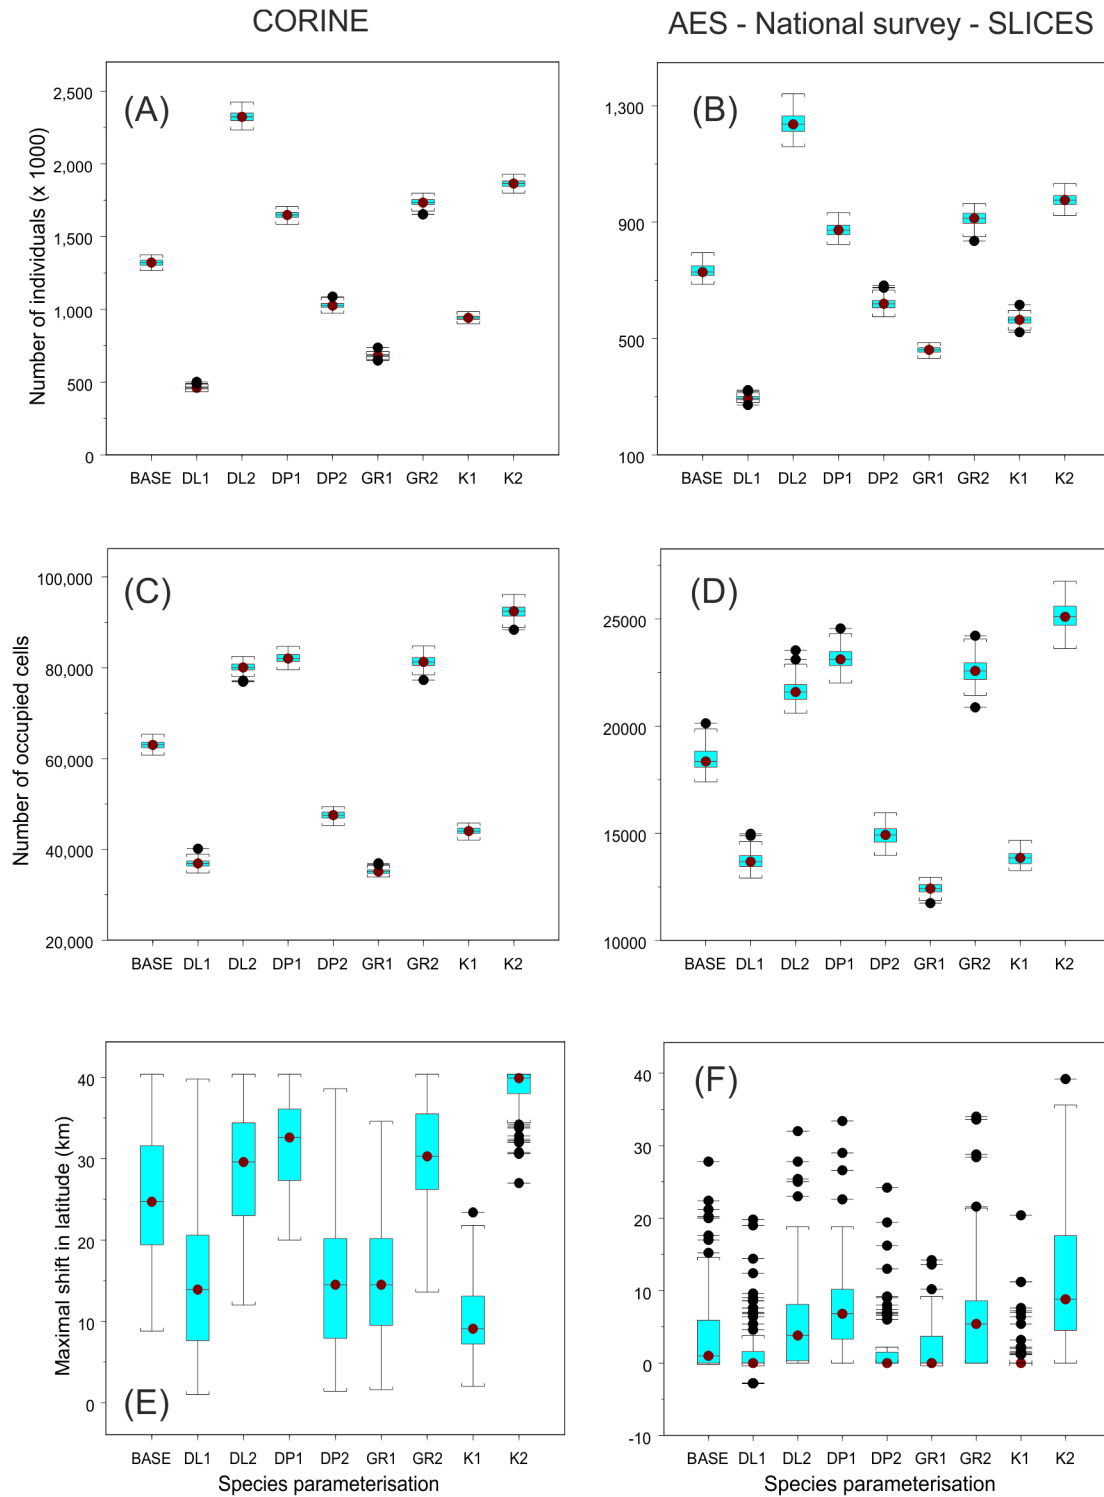 CORINE
AES - National survey - SLICES
(A)
Number of individuals (x 1000)
2,500
2,000
1,500
1,000
500
0
BASE DL1 DL2 DP1 DP2 GR1 GR2 K1 K2
(B)
1,300
900
500
100
BASE DL1 DL2 DP1 DP2 GR1 GR2 K1 K2
(C)
Number of occupied cells
100,000
80,000
60,000
40,000
20,000
BASE DL1 DL2 DP1 DP2 GR1 GR2 K1 K2
(D)
25000
20000
15000
10000
BASE DL1 DL2 DP1 DP2 GR1 GR2 K1 K2
(E)
Maximal shift in latitude (km)
40
30
20
10
0
BASE DL1 DL2 DP1 DP2 GR1 GR2 K1 K2
Species parameterisation
(F)
40
30
20
10
0
-10
BASE DL1 DL2 DP1 DP2 GR1 GR2 K1 K2
Species parameterisation